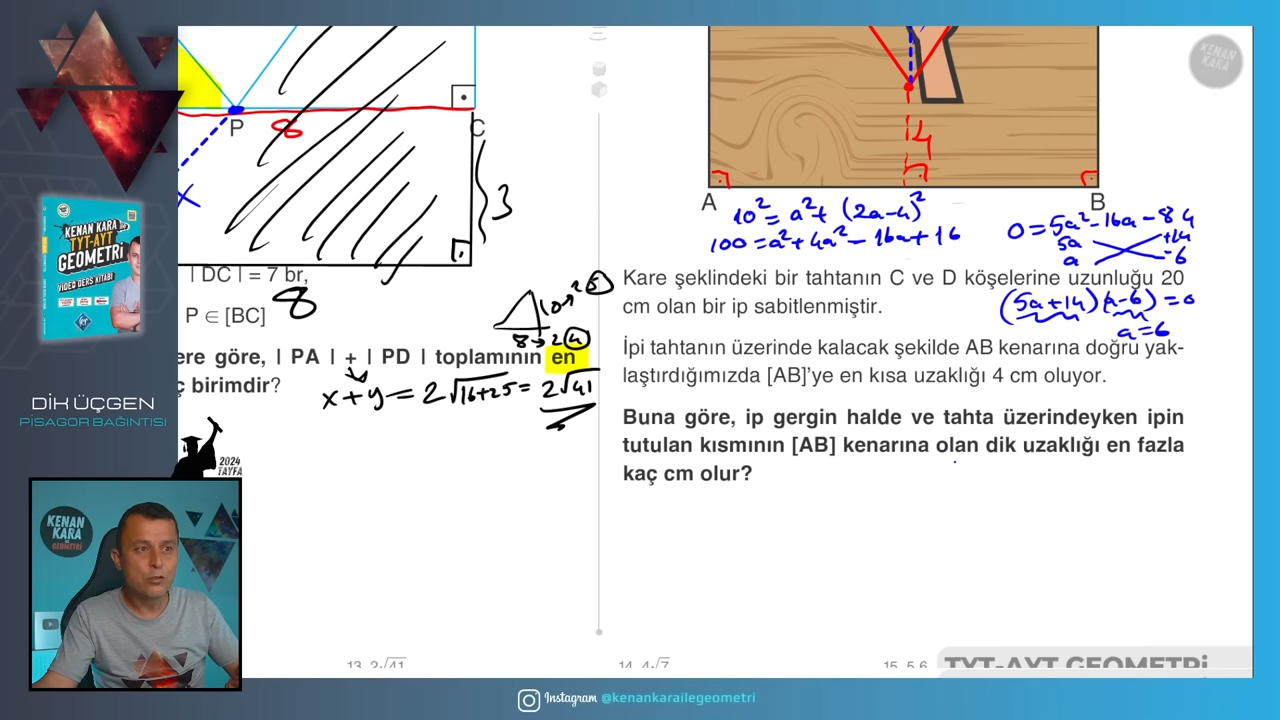 KENAN
KARA
P
8
C
3
X
| DC | = 7 br,
8
P ∈ [BC]
10→2⑤
8→2④
ere göre, | PA | + | PD | toplamının en
ç birimdir?
x+y=2√16+25=2√41
2024
TAYFA
13. 2√41
4
A
B
10²=a²+(2a-4)²
100=a²+4a²-16a+16
0=5a²-16a-84
5a +14
a -6
Kare şeklindeki bir tahtanın C ve D köşelerine uzunluğu 20
cm olan bir ip sabitlenmiştir.
(5a+14)(a-6)=0
a=6
İpi tahtanın üzerinde kalacak şekilde AB kenarına doğru yak-
laştırdığımızda [AB]'ye en kısa uzaklığı 4 cm oluyor.
Buna göre, ip gergin halde ve tahta üzerindeyken ipin
tutulan kısmının [AB] kenarına olan dik uzaklığı en fazla
kaç cm olur?
14. 4√7
15. 5,6
TYT-AYT GEOMETRİ
KENAN KARA
TYT-AYT
GEOMETRİ
VİDEO DERS KİTABI
DİK ÜÇGEN
PİSAGOR BAĞINTISI
KENAN
KARA
GEOMETRİ
Instagram @kenankarailegeometri